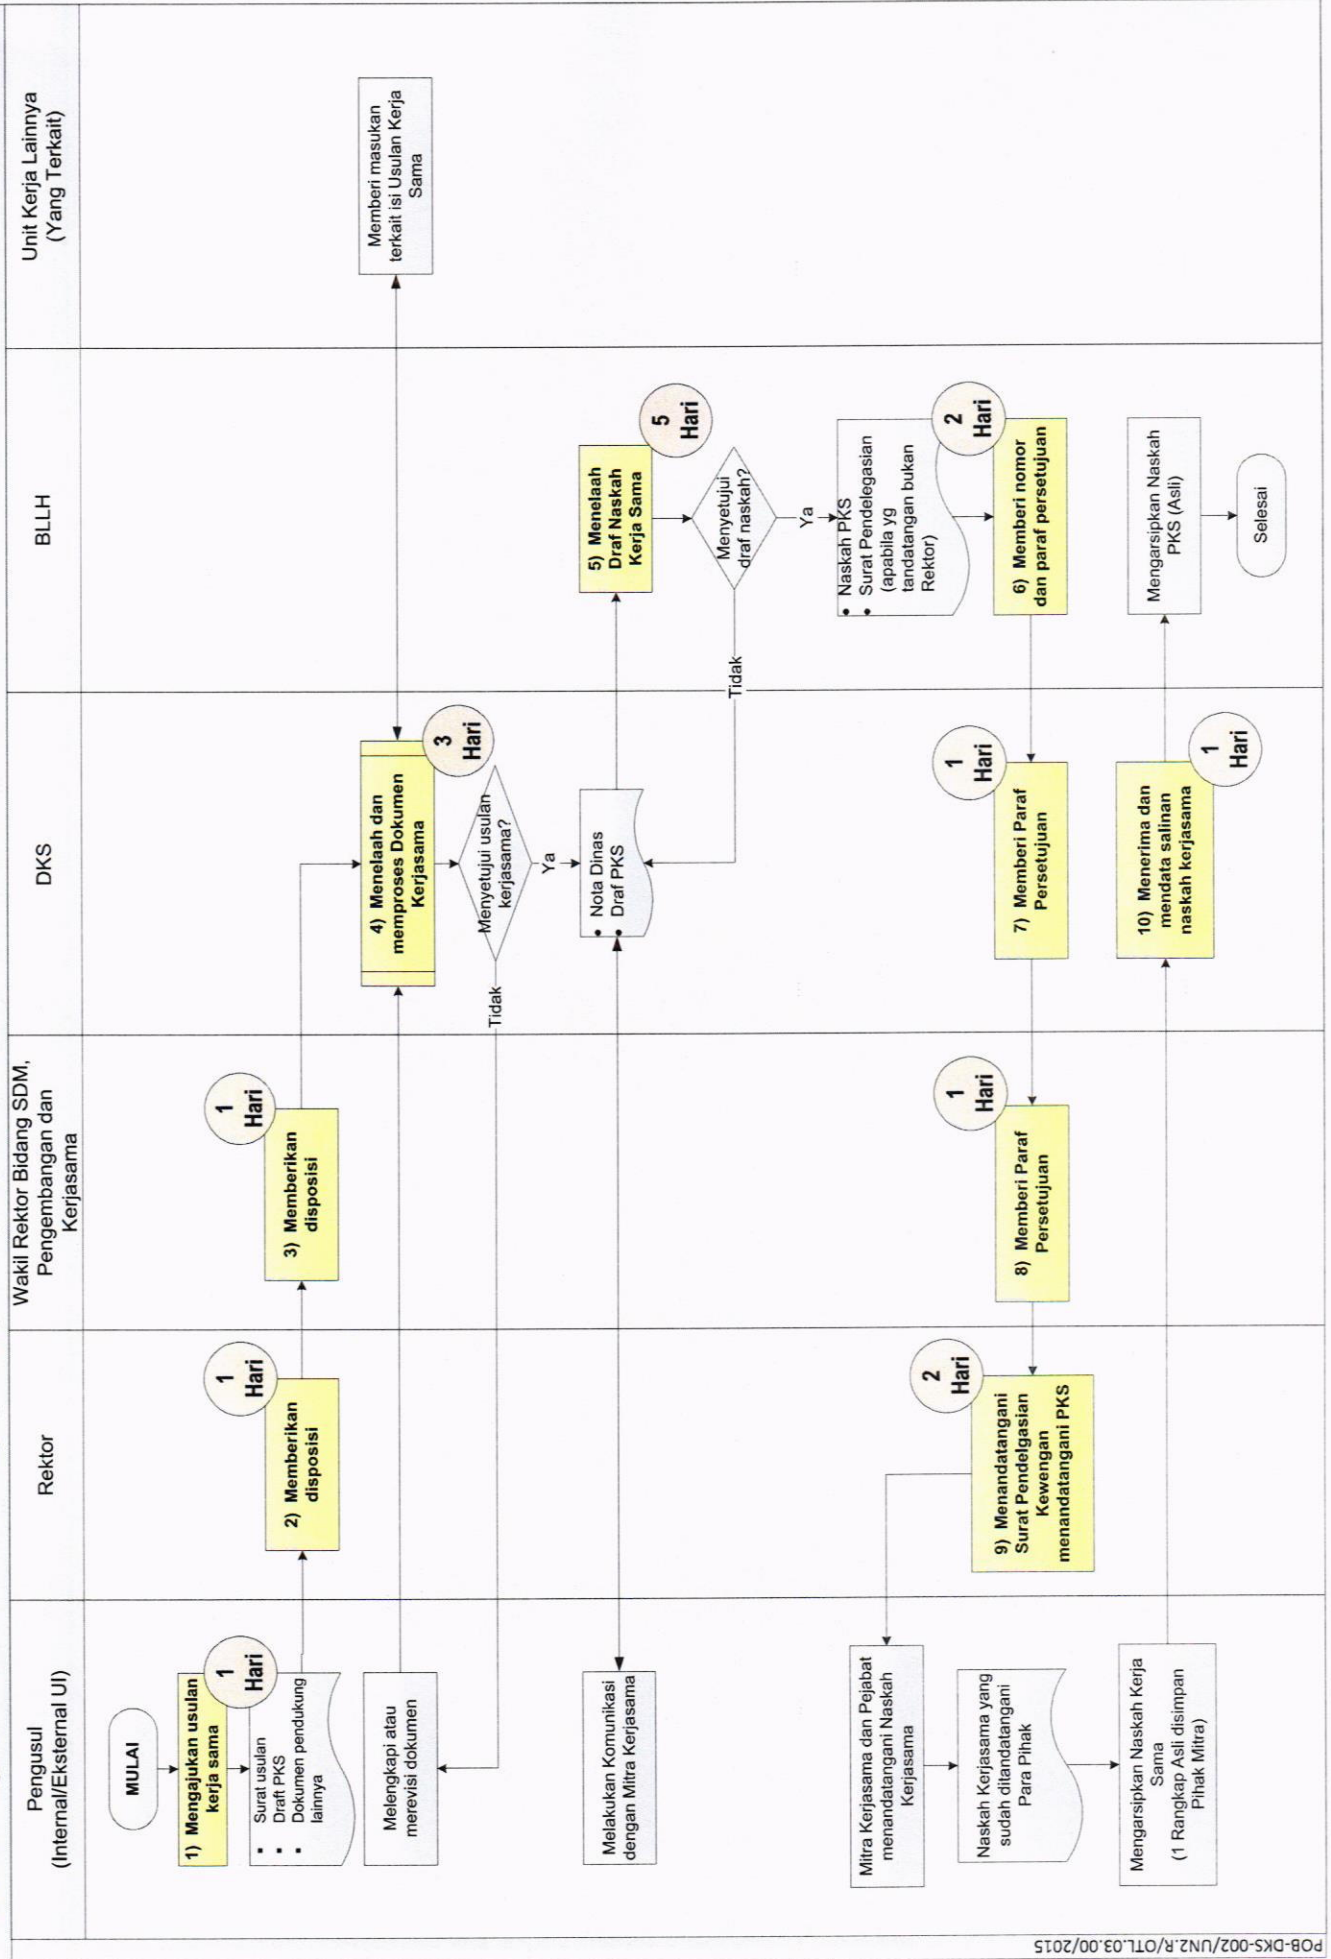 Pengusul
(Internal/Eksternal UI)
Rektor
Wakil Rektor Bidang SDM,
Pengembangan dan
Kerjasama
DKS
BLLH
Unit Kerja Lainnya
(Yang Terkait)
MULAI
1) Mengajukan usulan
kerja sama
1
Hari
▪ Surat usulan
▪ Draft PKS
▪ Dokumen pendukung
lainnya
2) Memberikan
disposisi
1
Hari
3) Memberikan
disposisi
1
Hari
4) Menelaah dan
memproses Dokumen
Kerjasama
3
Hari
Memberi masukan
terkait isi Usulan Kerja
Sama
Melengkapi atau
merevisi dokumen
Menyetujui usulan
kerjasama?
Tidak
Ya
• Nota Dinas
• Draf PKS
Melakukan Komunikasi
dengan Mitra Kerjasama
5) Menelaah
Draf Naskah
Kerja Sama
5
Hari
Menyetujui
draf naskah?
Tidak
Ya
• Naskah PKS
• Surat Pendelegasian
(apabila yg
tandatangan bukan
Rektor)
6) Memberi nomor
dan paraf persetujuan
2
Hari
7) Memberi Paraf
Persetujuan
1
Hari
8) Memberi Paraf
Persetujuan
1
Hari
9) Menandatangani
Surat Pendelgasian
Kewengan
menandatangani PKS
2
Hari
Mitra Kerjasama dan Pejabat
menandatangani Naskah
Kerjasama
Naskah Kerjasama yang
sudah ditandatangani
Para Pihak
Mengarsipkan Naskah Kerja
Sama
(1 Rangkap Asli disimpan
Pihak Mitra)
10) Menerima dan
mendata salinan
naskah kerjasama
1
Hari
Mengarsipkan Naskah
PKS (Asli)
Selesai
POB-DKS-002/UN2.R/OTL.03.00/2015